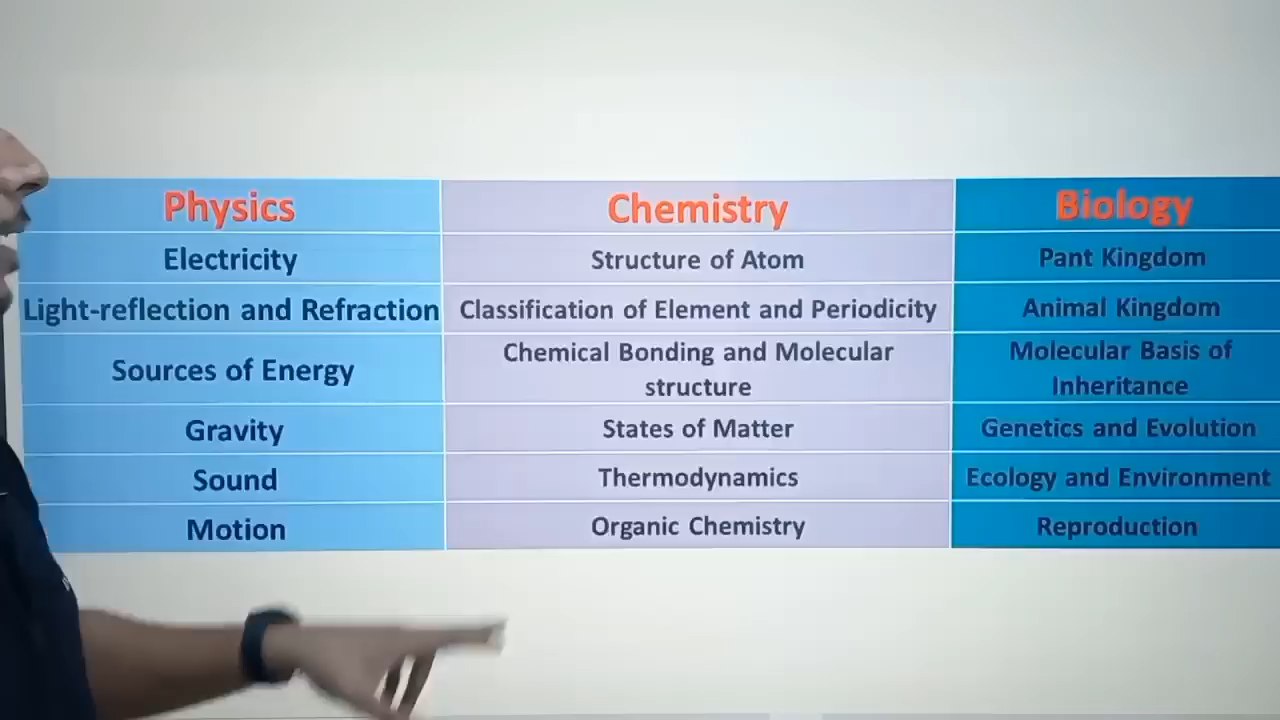 Physics Chemistry Biology
Electricity Structure of Atom Pant Kingdom
Light-reflection and Refraction Classification of Element and Periodicity Animal Kingdom
Sources of Energy Chemical Bonding and Molecular structure Molecular Basis of Inheritance
Gravity States of Matter Genetics and Evolution
Sound Thermodynamics Ecology and Environment
Motion Organic Chemistry Reproduction